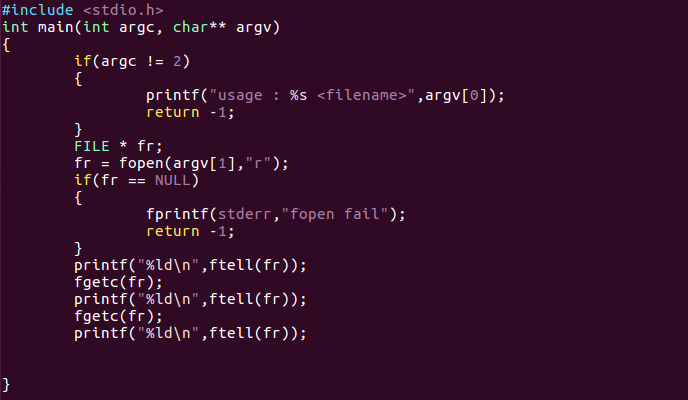 #include <stdio.h>
int main(int argc, char** argv)
{
        if(argc != 2)
        {
                printf("usage : %s <filename>",argv[0]);
                return -1;
        }
        FILE * fr;
        fr = fopen(argv[1],"r");
        if(fr == NULL)
        {
                fprintf(stderr,"fopen fail");
                return -1;
        }
        printf("%ld\n",ftell(fr));
        fgetc(fr);
        printf("%ld\n",ftell(fr));
        fgetc(fr);
        printf("%ld\n",ftell(fr));
}